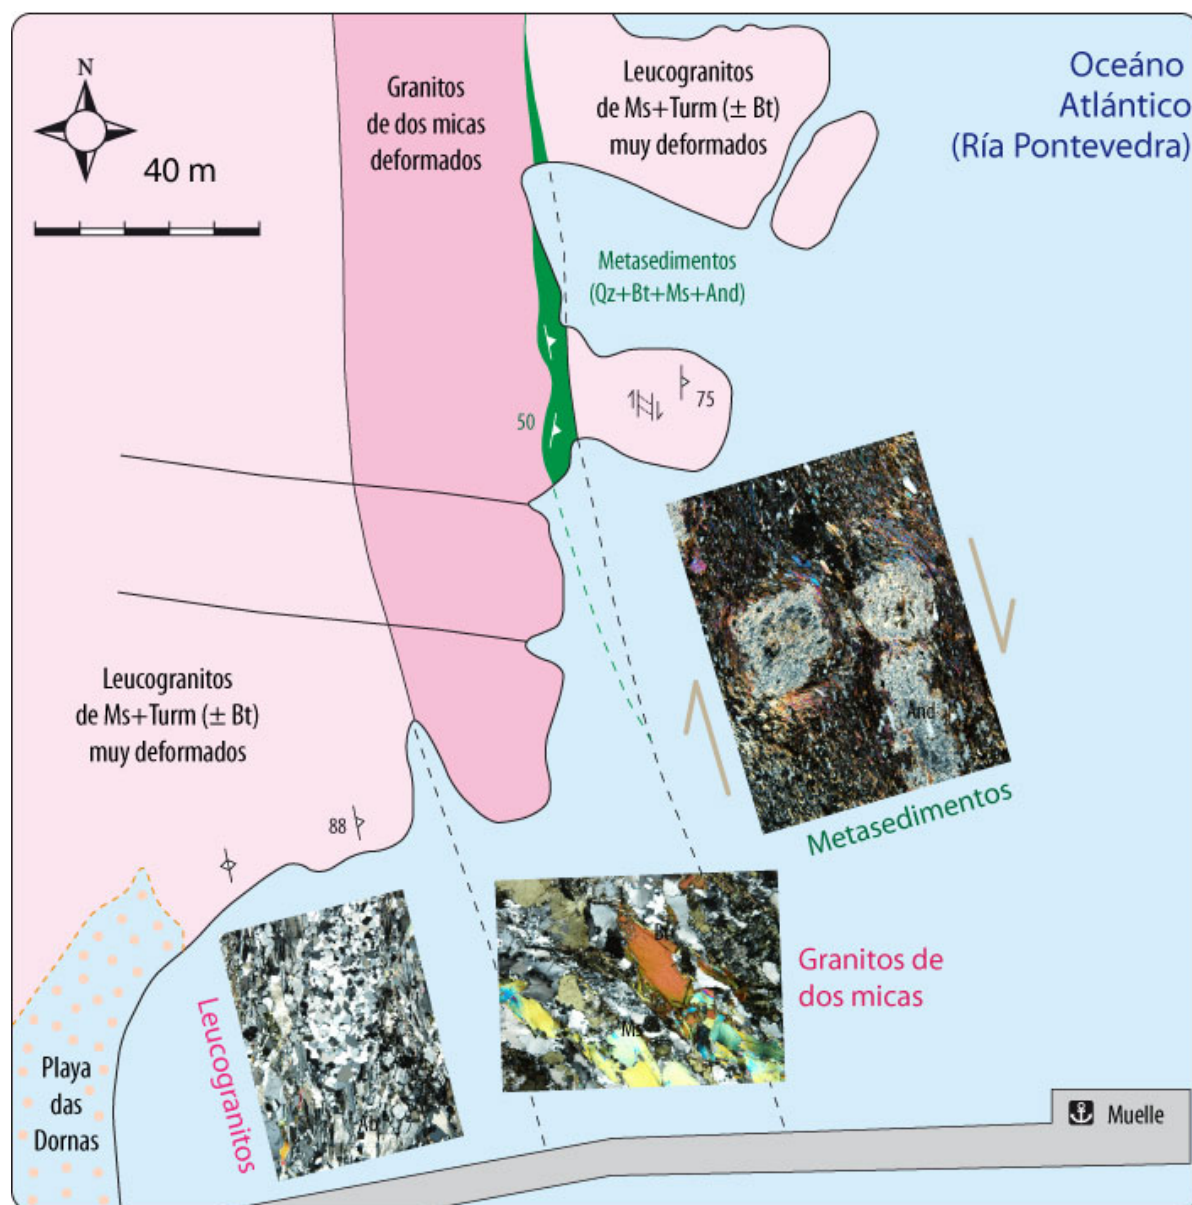 N
40 m
Granitos
de dos micas
deformados
Leucogranitos
de Ms+Turm (± Bt)
muy deformados
Oceáno
Atlántico
(Ría Pontevedra)
Metasedimentos
(Qz+Bt+Ms+And)
75
50
Leucogranitos
de Ms+Turm (± Bt)
muy deformados
And
Metasedimentos
88
Leucogranitos
Bt
Ms
Granitos de
dos micas
Playa
das
Dornas
Muelle